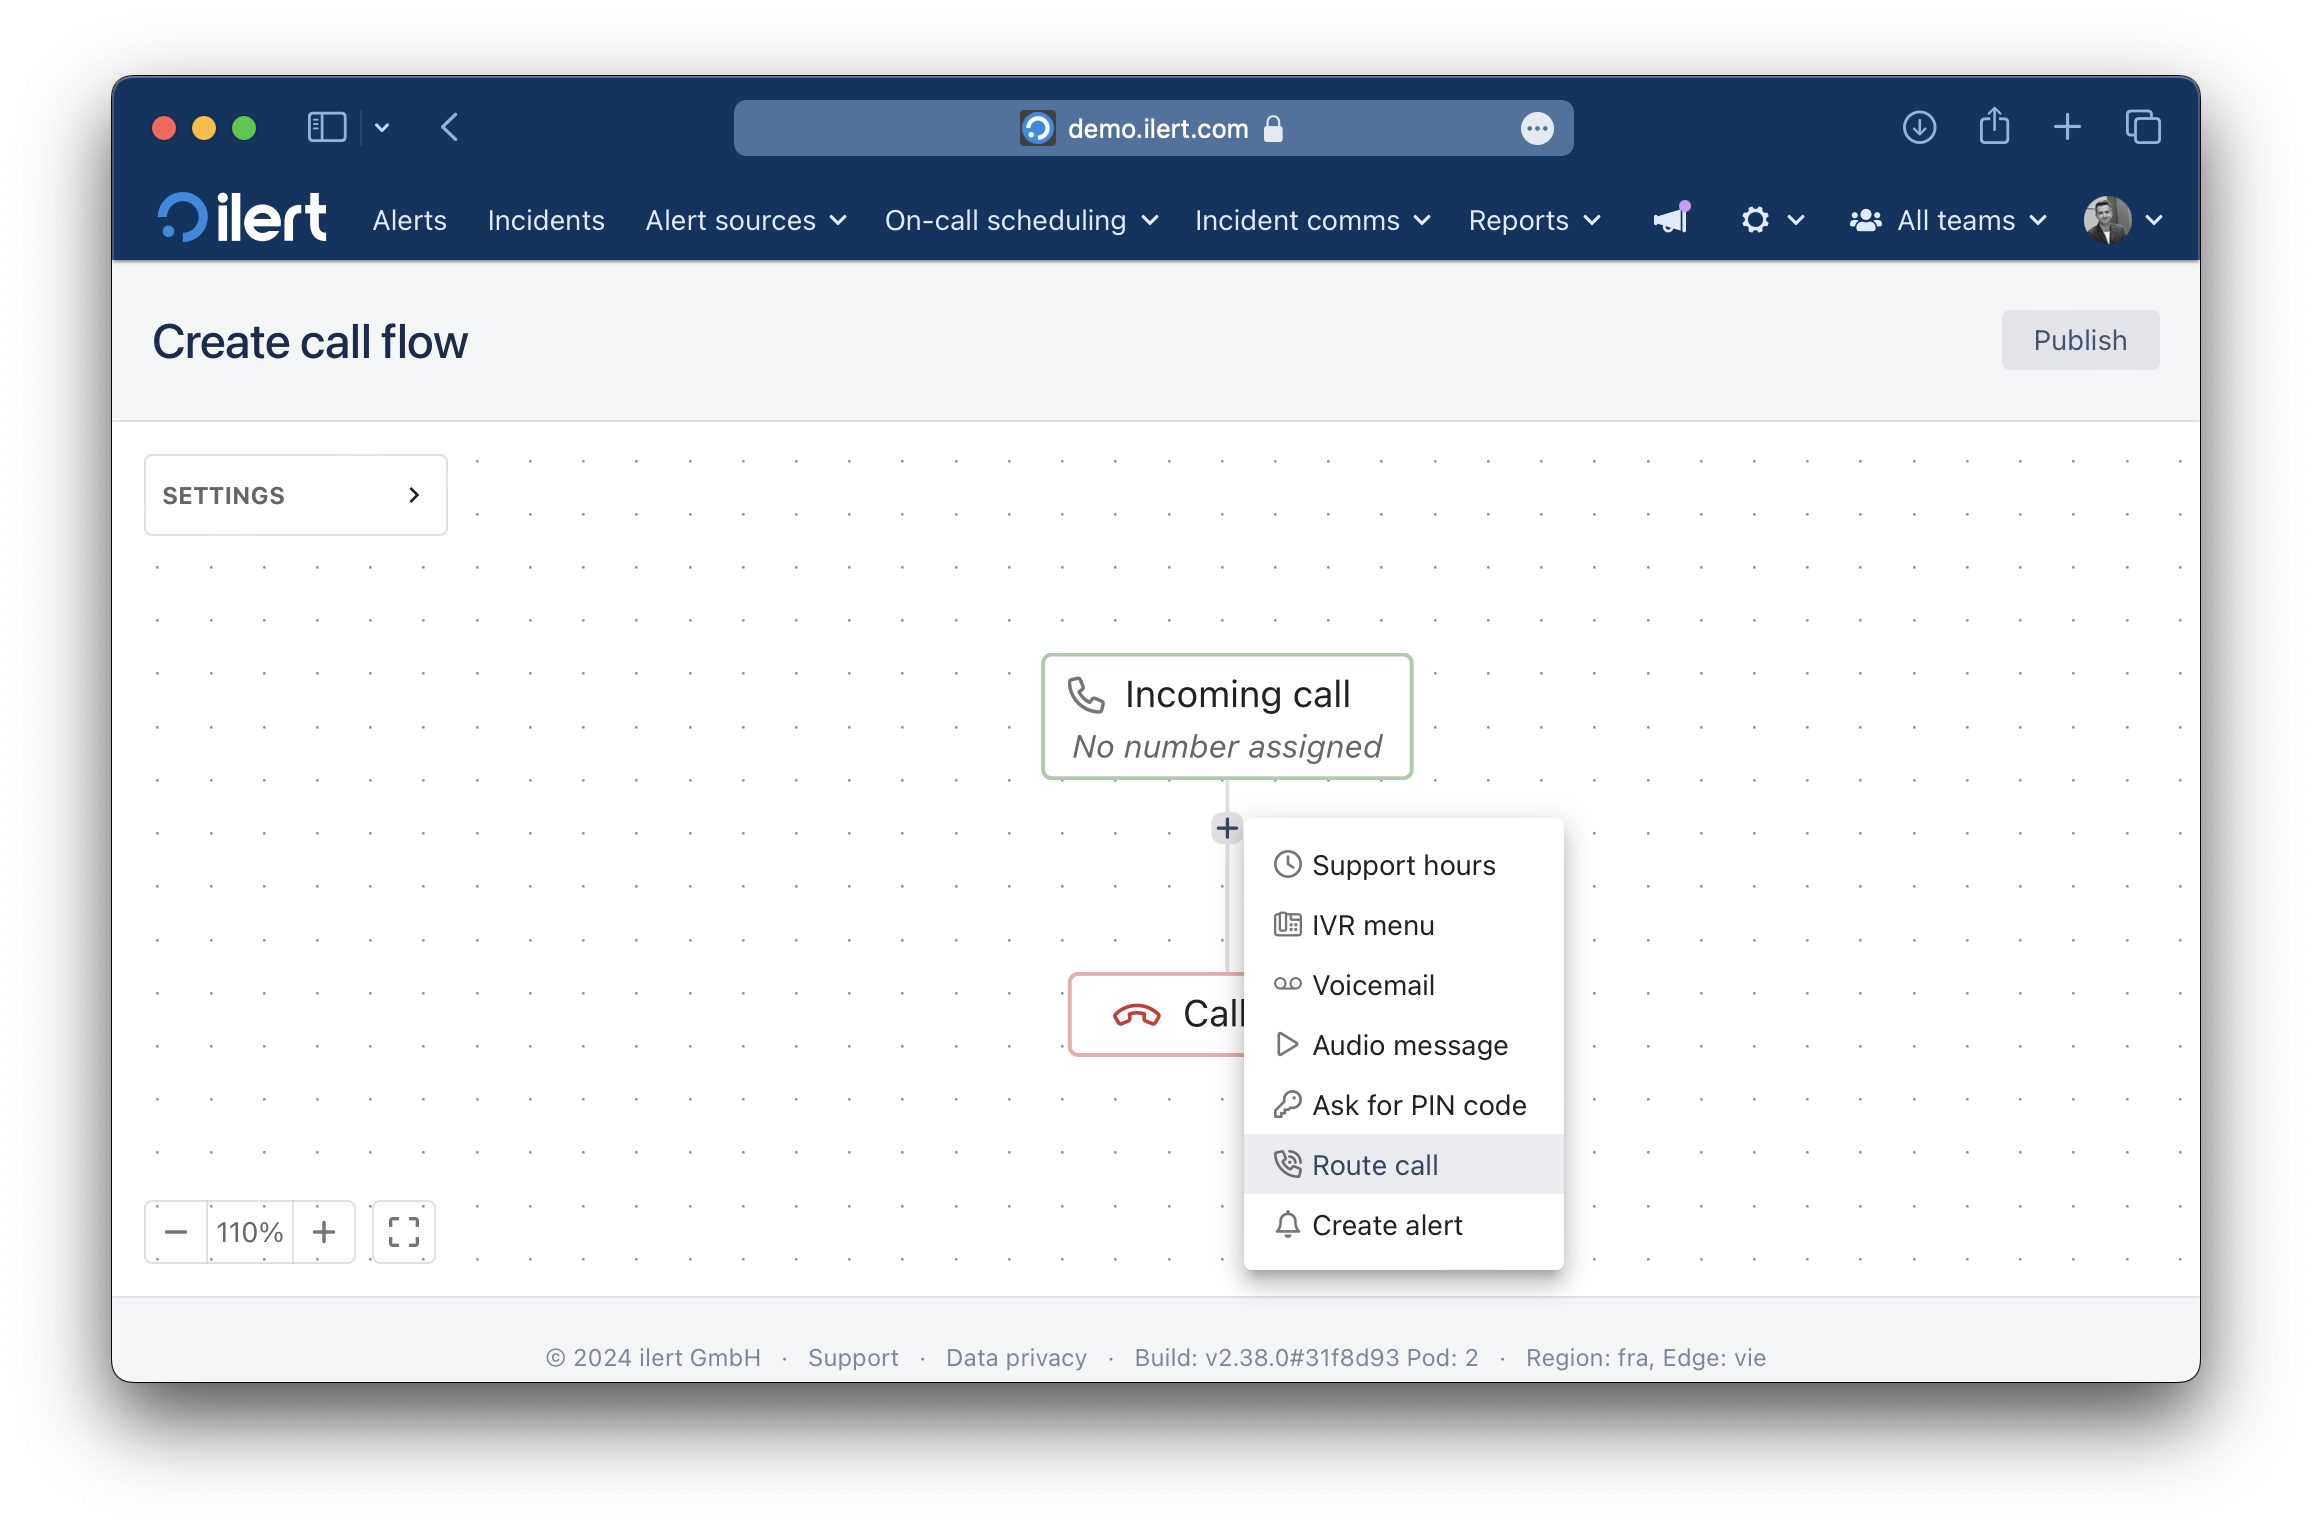 demo.ilert.com
ilert Alerts Incidents Alert sources On-call scheduling Incident comms Reports All teams
Create call flow
Publish
SETTINGS
Incoming call
No number assigned
Support hours
IVR menu
Voicemail
Call
Audio message
Ask for PIN code
Route call
Create alert
110%
© 2024 ilert GmbH · Support · Data privacy · Build: v2.38.0#31f8d93 Pod: 2 · Region: fra, Edge: vie